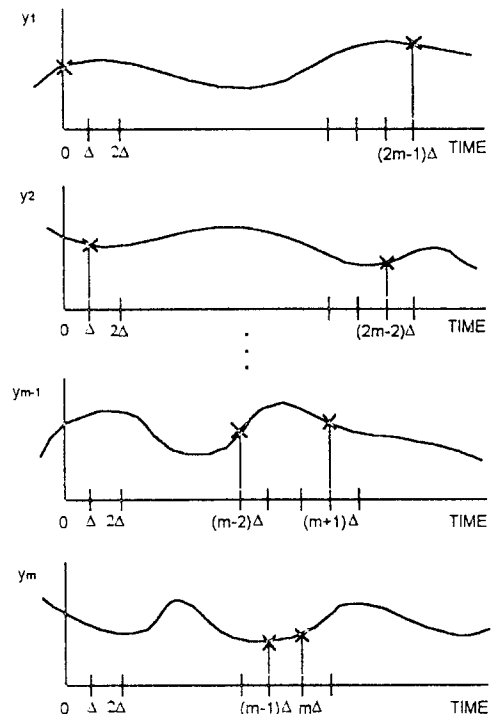 y1
0 Δ 2Δ (2m-1)Δ TIME
y2
0 Δ 2Δ (2m-2)Δ TIME
ym-1
0 Δ 2Δ (m-2)Δ (m+1)Δ TIME
ym
0 Δ 2Δ (m-1)Δ mΔ TIME